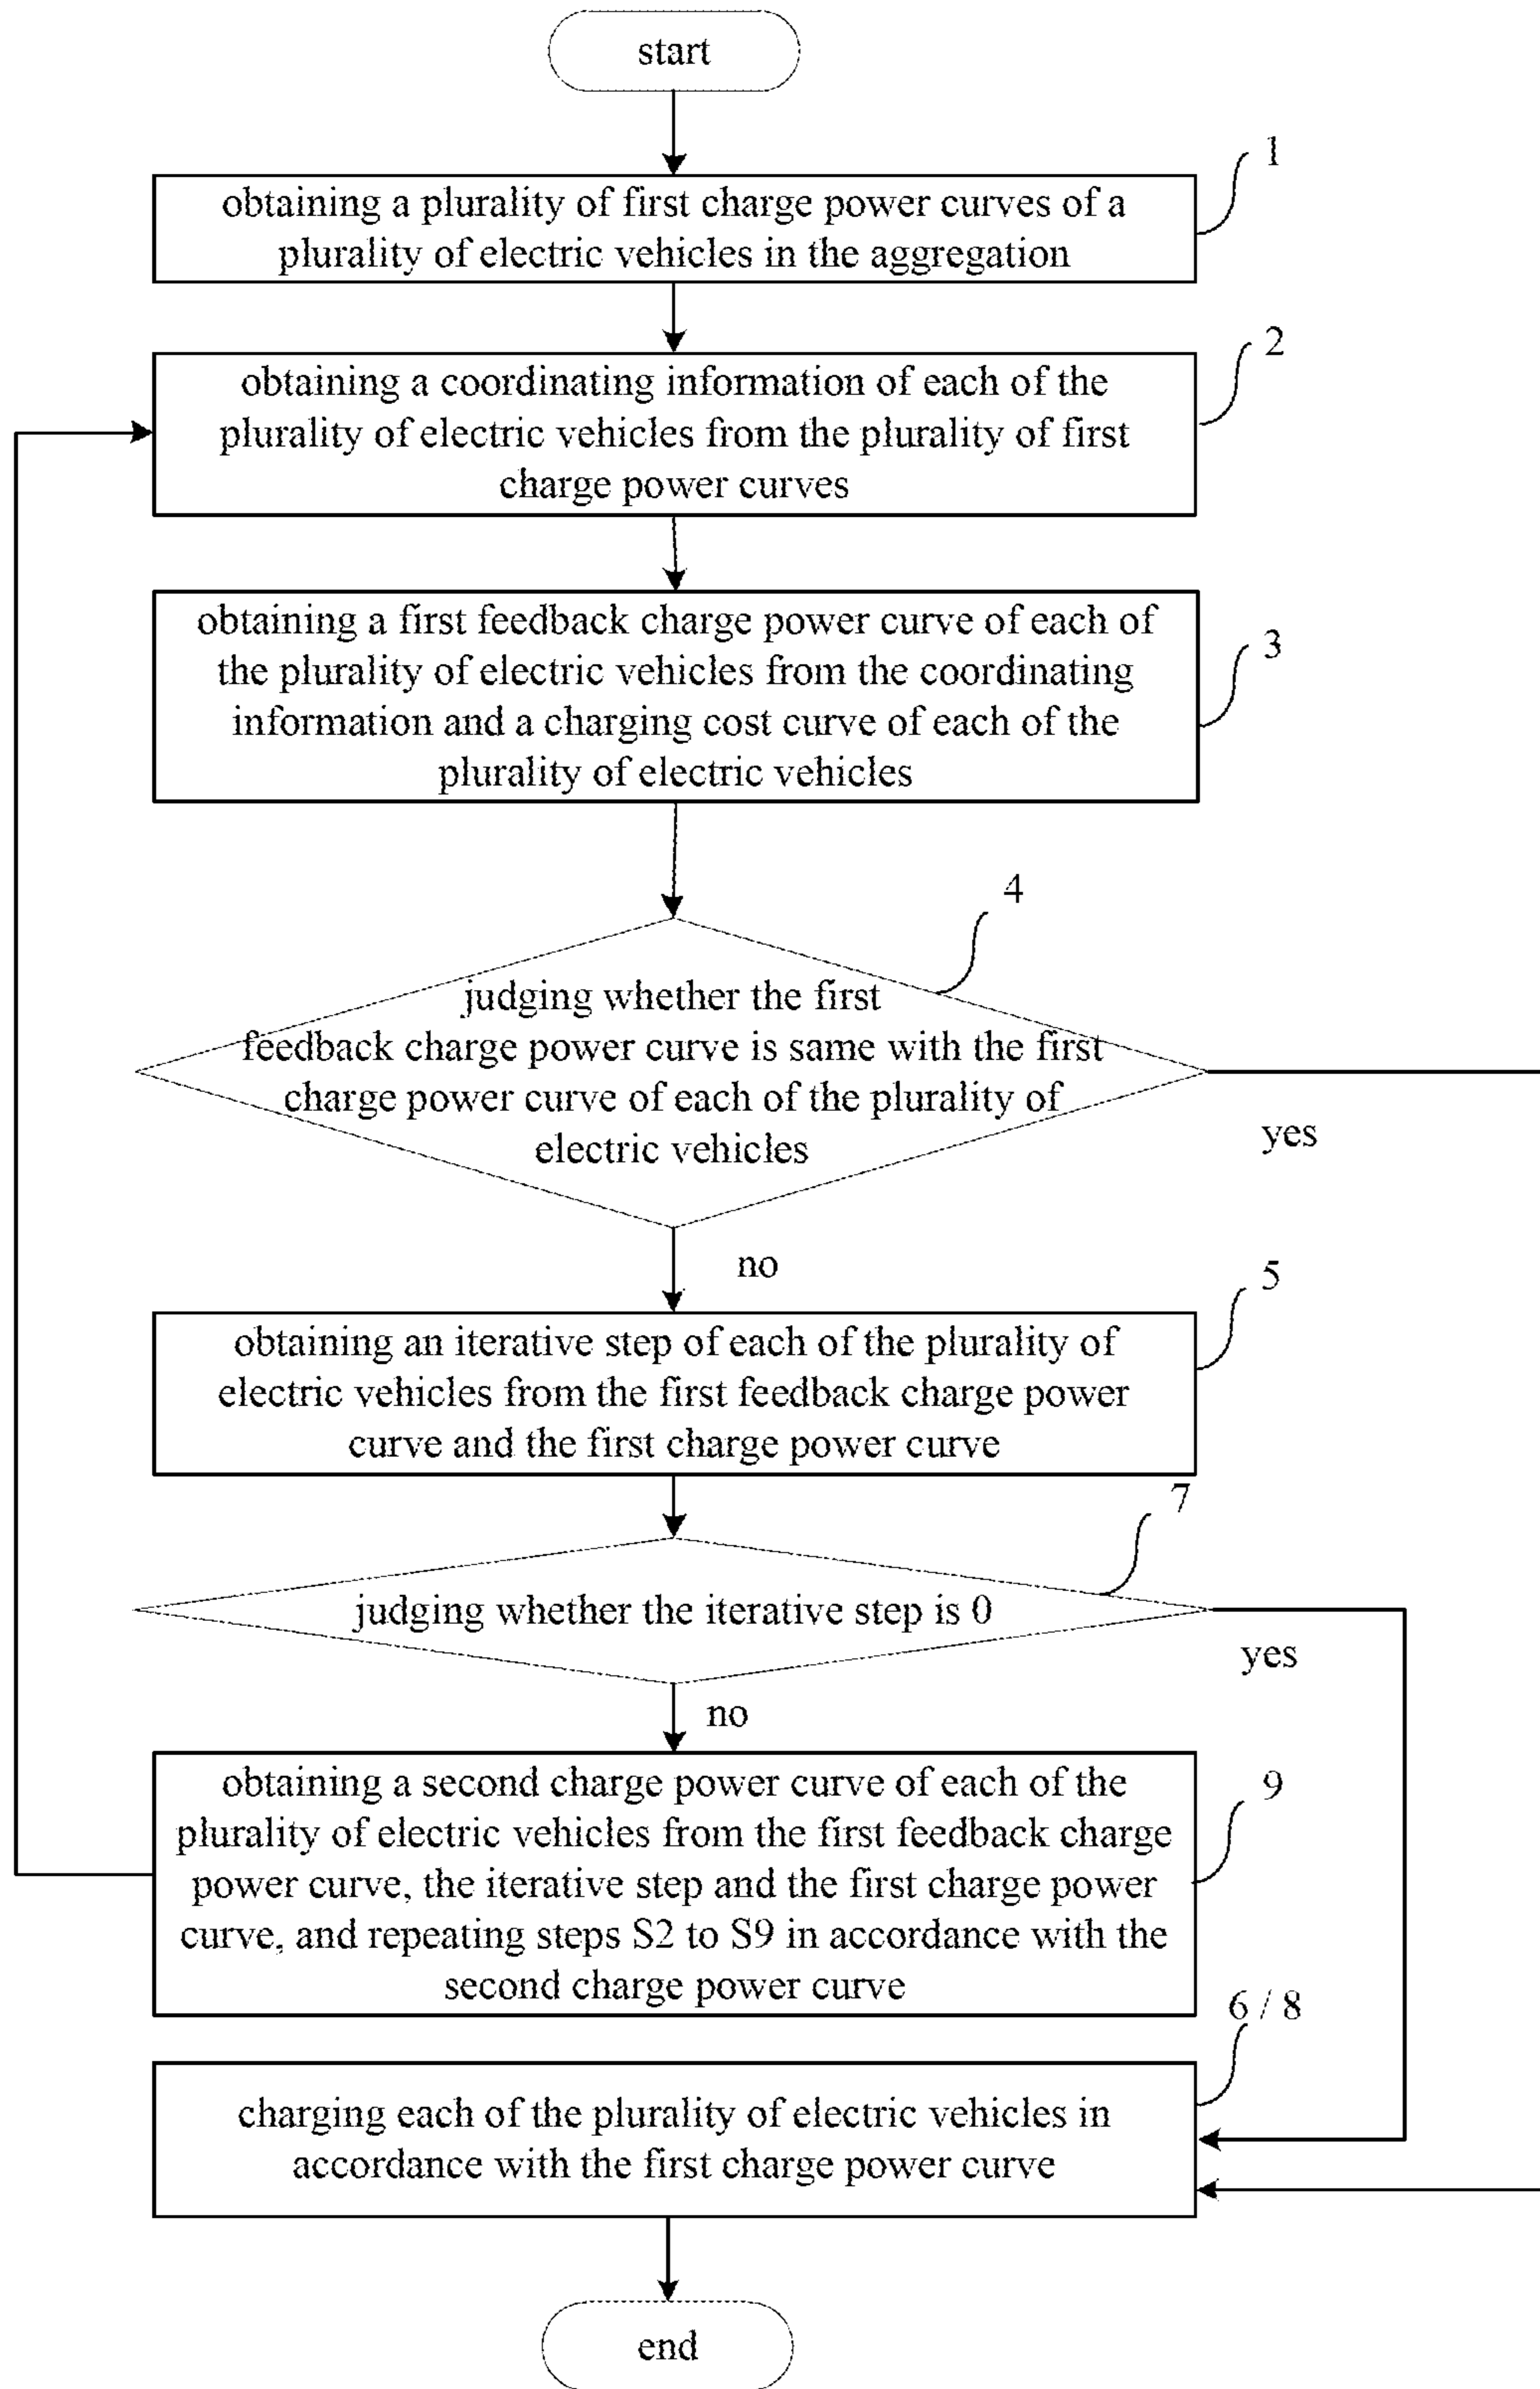 start
1
obtaining a plurality of first charge power curves of a
plurality of electric vehicles in the aggregation
2
obtaining a coordinating information of each of the
plurality of electric vehicles from the plurality of first
charge power curves
3
obtaining a first feedback charge power curve of each of
the plurality of electric vehicles from the coordinating
information and a charging cost curve of each of the
plurality of electric vehicles
4
judging whether the first
feedback charge power curve is same with the first
charge power curve of each of the plurality of
electric vehicles
yes
no
5
obtaining an iterative step of each of the plurality of
electric vehicles from the first feedback charge power
curve and the first charge power curve
7
judging whether the iterative step is 0
yes
no
9
obtaining a second charge power curve of each of the
plurality of electric vehicles from the first feedback charge
power curve, the iterative step and the first charge power
curve, and repeating steps S2 to S9 in accordance with the
second charge power curve
6 / 8
charging each of the plurality of electric vehicles in
accordance with the first charge power curve
end